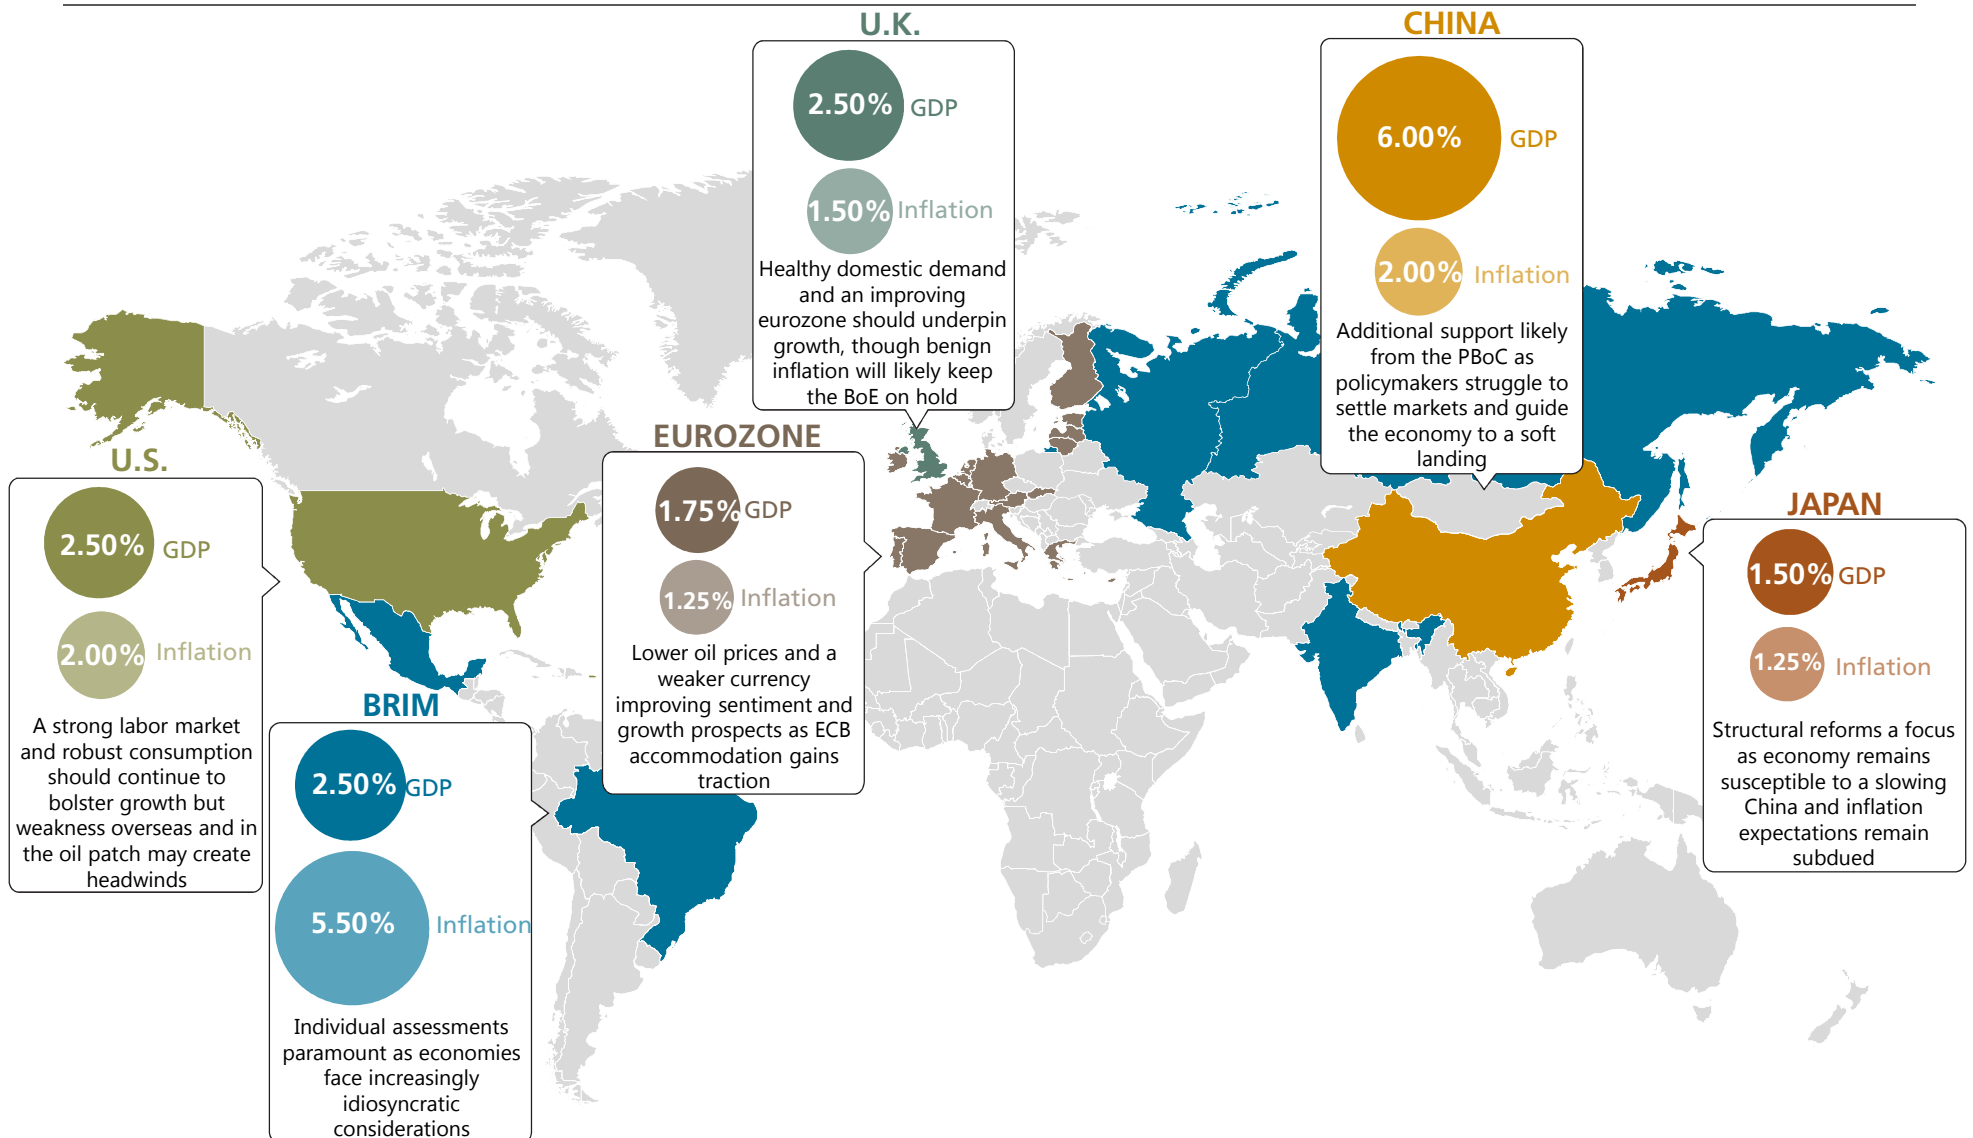 U.K.
2.50% GDP
1.50% Inflation
Healthy domestic demand
and an improving
eurozone should underpin
growth, though benign
inflation will likely keep
the BoE on hold
CHINA
6.00% GDP
2.00% Inflation
Additional support likely
from the PBoC as
policymakers struggle to
settle markets and guide
the economy to a soft
landing
U.S.
2.50% GDP
2.00% Inflation
A strong labor market
and robust consumption
should continue to
bolster growth but
weakness overseas and in
the oil patch may create
headwinds
EUROZONE
1.75% GDP
1.25% Inflation
Lower oil prices and a
weaker currency
improving sentiment and
growth prospects as ECB
accommodation gains
traction
JAPAN
1.50% GDP
1.25% Inflation
Structural reforms a focus
as economy remains
susceptible to a slowing
China and inflation
expectations remain
subdued
BRIM
2.50% GDP
5.50% Inflation
Individual assessments
paramount as economies
face increasingly
idiosyncratic
considerations